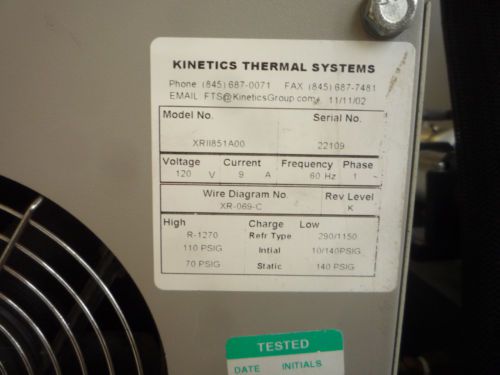 KINETICS THERMAL SYSTEMS
Phone (845) 687-0071 FAX (845) 687-7481
EMAIL FTS@KineticsGroup.com 11/11/02
Model No. Serial No.
XRII851A00 22109
Voltage Current Frequency Phase
120 V 9 A 60 Hz 1 ~
Wire Diagram No. Rev Level
XR-069-C K
High Charge Low
R-1270 Refr Type 290/1150
110 PSIG Intial 10/140PSIG
70 PSIG Static 140 PSIG
TESTED
DATE INITIALS